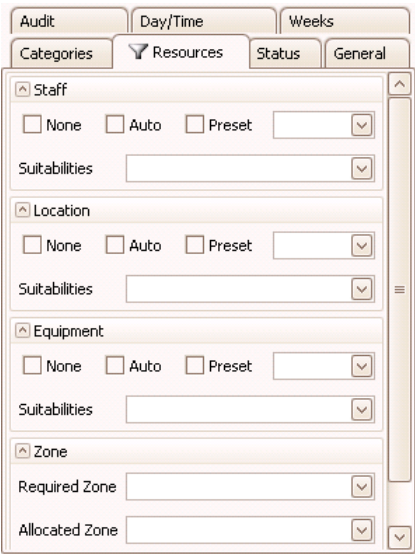 Audit Day/Time Weeks
Categories Resources Status General
Staff
None Auto Preset
Suitabilities
Location
None Auto Preset
Suitabilities
Equipment
None Auto Preset
Suitabilities
Zone
Required Zone
Allocated Zone